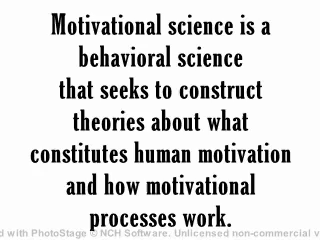 Motivational science is a
behavioral science
that seeks to construct
theories about what
constitutes human motivation
and how motivational
processes work.
d with PhotoStage © NCH Software. Unlicensed non-commercial v